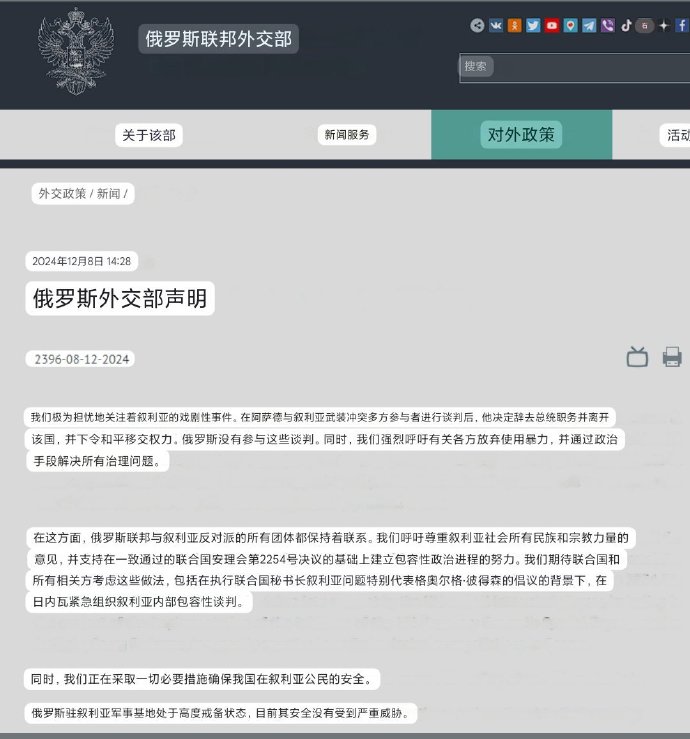 俄罗斯联邦外交部
搜索
关于该部
新闻服务
对外政策
活动
外交政策 / 新闻 /
2024年12月8日 14:28
俄罗斯外交部声明
2396-08-12-2024
我们极为担忧地关注着叙利亚的戏剧性事件。在阿萨德与叙利亚武装冲突多方参与者进行谈判后，他决定辞去总统职务并离开
该国，并下令和平移交权力。俄罗斯没有参与这些谈判。同时，我们强烈呼吁有关各方放弃使用暴力，并通过政治
手段解决所有治理问题。
在这方面，俄罗斯联邦与叙利亚反对派的所有团体都保持着联系。我们呼吁尊重叙利亚社会所有民族和宗教力量的
意见，并支持在一致通过的联合国安理会第2254号决议的基础上建立包容性政治进程的努力。我们期待联合国和
所有相关方考虑这些做法，包括在执行联合国秘书长叙利亚问题特别代表格奥尔格·彼得森的倡议的背景下，在
日内瓦紧急组织叙利亚内部包容性谈判。
同时，我们正在采取一切必要措施确保我国在叙利亚公民的安全。
俄罗斯驻叙利亚军事基地处于高度戒备状态，目前其安全没有受到严重威胁。